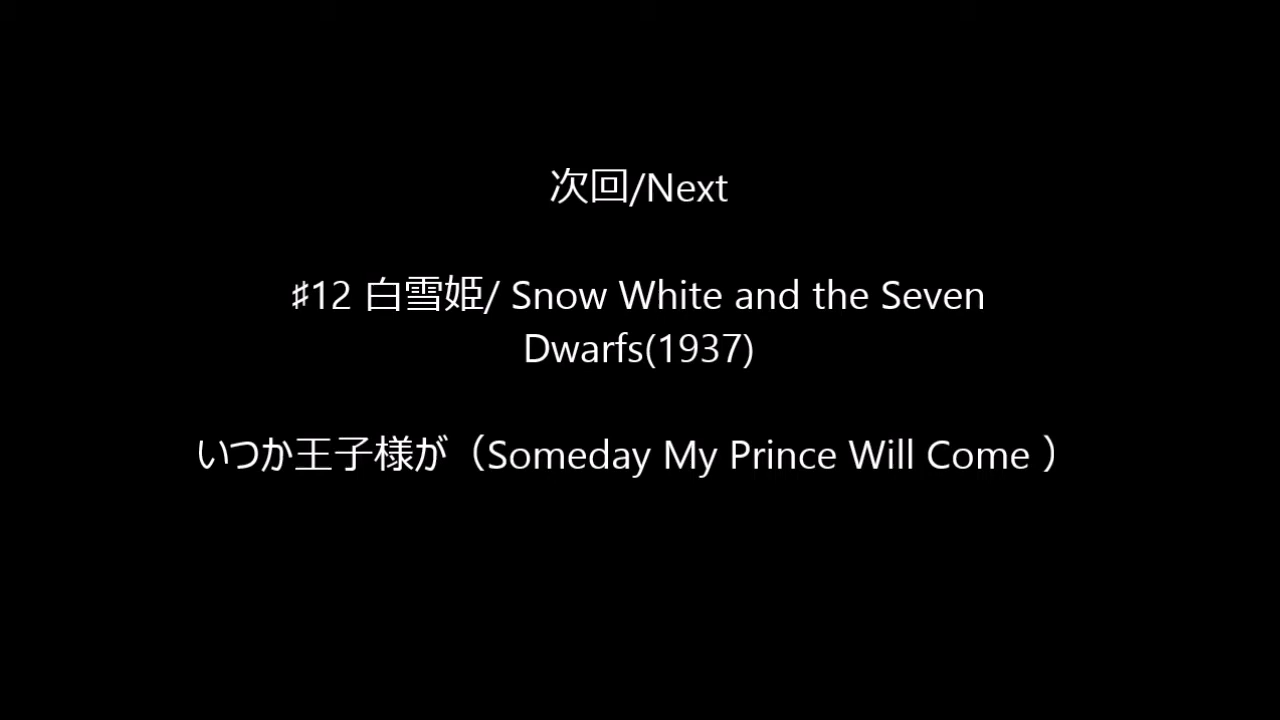 次回/Next
♯12 白雪姫/ Snow White and the Seven
Dwarfs(1937)
いつか王子様が（Someday My Prince Will Come ）